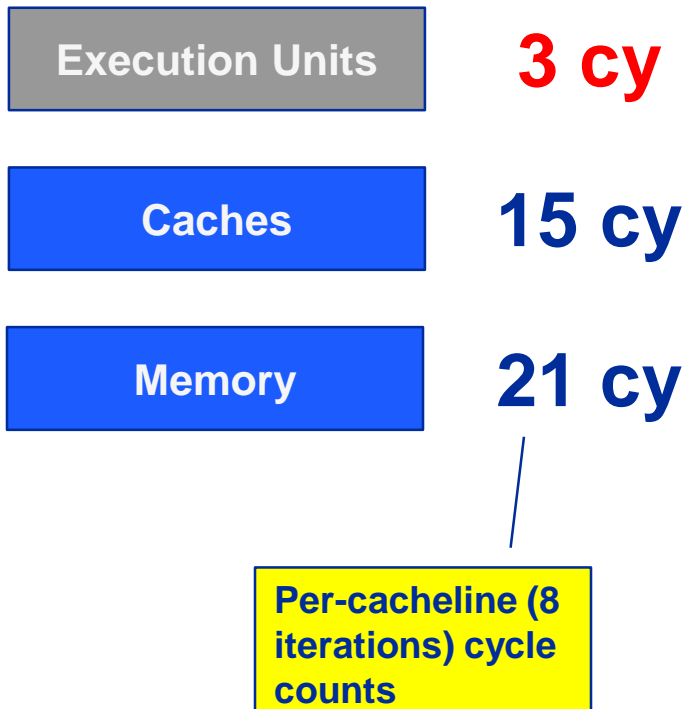 Execution Units 3 cy
Caches 15 cy
Memory 21 cy
Per-cacheline (8
iterations) cycle
counts